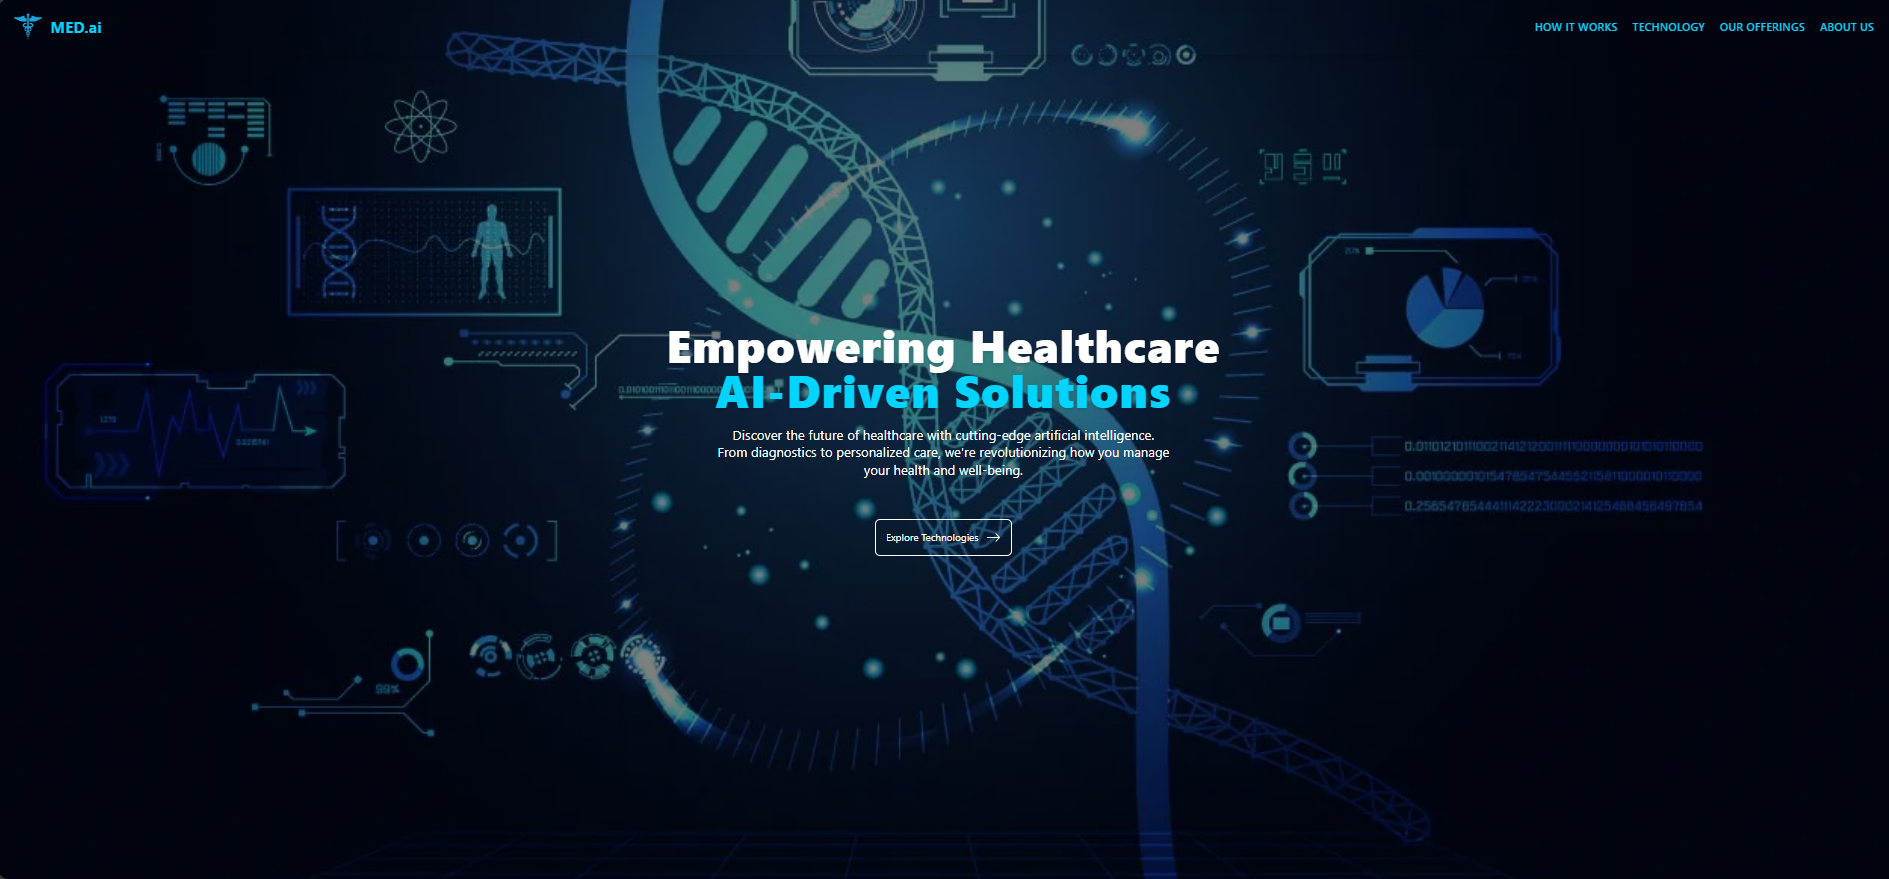 MED.ai
HOW IT WORKS TECHNOLOGY OUR OFFERINGS ABOUT US
Empowering Healthcare
AI-Driven Solutions
Discover the future of healthcare with cutting-edge artificial intelligence.
From diagnostics to personalized care, we're revolutionizing how you manage
your health and well-being.
Explore Technologies
99%